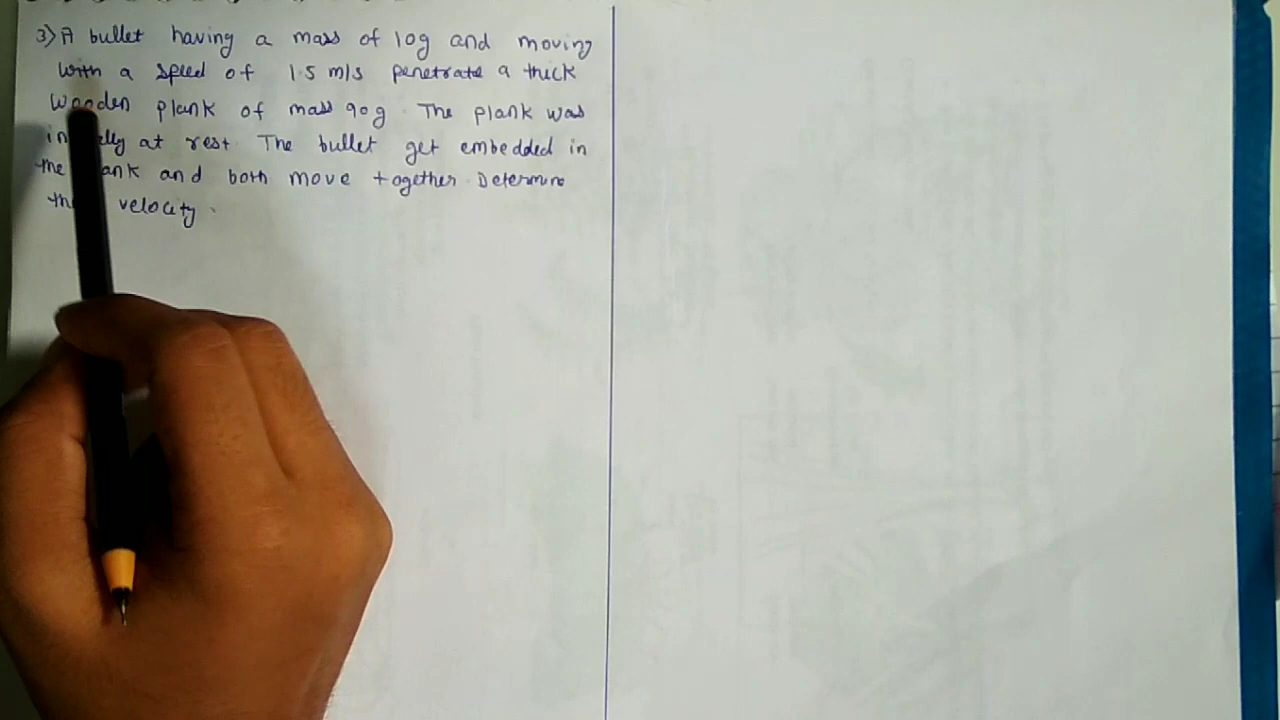 3) A bullet having a mass of 10g and moving
with a speed of 1.5 m/s penetrate a thick
wooden plank of mass 90g. The plank was
at rest. The bullet get embedded in
the and both move together. Determine
velocity.